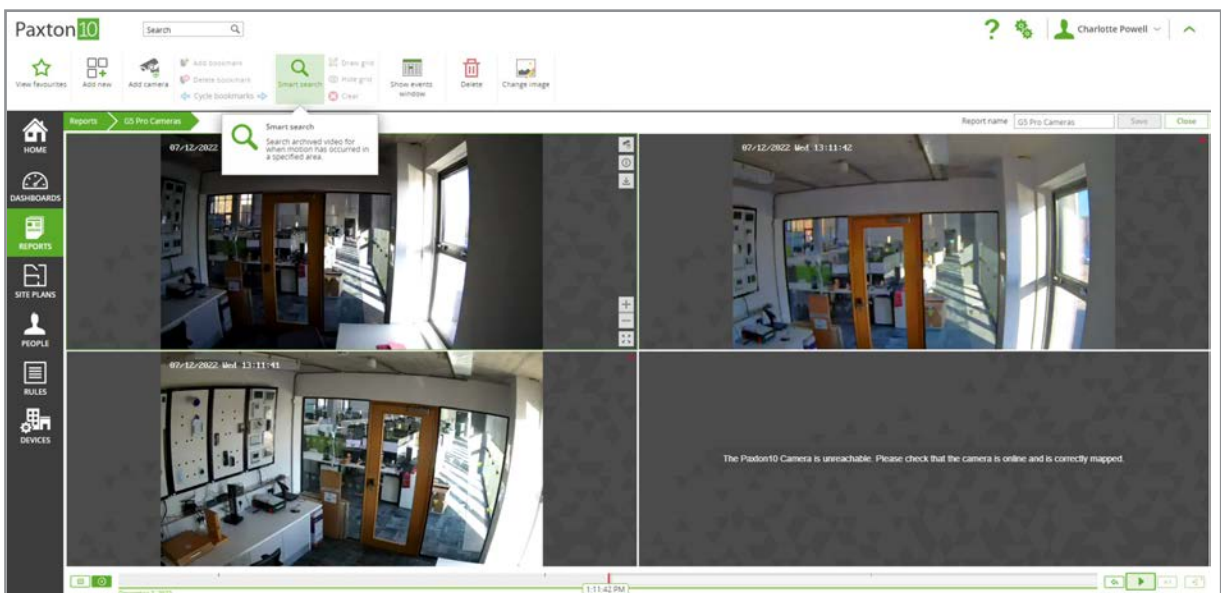 Paxton10
Search
Charlotte Powell
View favourites
Add new
Add camera
Add bookmark
Delete bookmark
Cycle bookmarks
Smart search
Draw grid
Hide grid
Clear
Show events
window
Delete
Change image
Reports
G5 Pro Cameras
Report name
G5 Pro Cameras
Save
Close
Smart search
Search archived video for
when motion has occurred in
a specified area.
HOME
DASHBOARDS
REPORTS
SITE PLANS
PEOPLE
RULES
DEVICES
07/12/2022
07/12/2022 Wed 13:11:42
07/12/2022 Wed 13:11:41
The Paxton10 Camera is unreachable. Please check that the camera is online and is correctly mapped.
1:11:42 PM